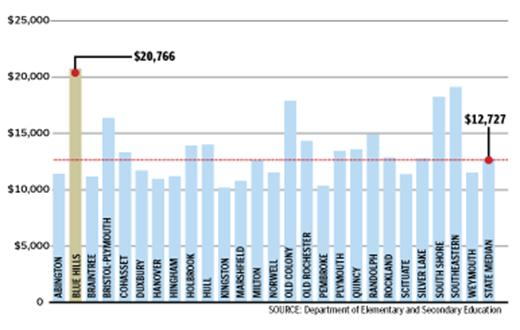 $25,000
$20,766
$20,000
$15,000
$12,727
$10,000
$5,000
0
ABINGTON
BLUE HILLS
BRAINTREE
BRISTOL-PLYMOUTH
COHASSET
DUXBURY
HANOVER
HINGHAM
HOLBROOK
HULL
KINGSTON
MARSHFIELD
MILTON
NORWELL
OLD COLONY
OLD ROCHESTER
PEMBROKE
PLYMOUTH
QUINCY
RANDOLPH
ROCKLAND
SCITUATE
SILVER LAKE
SOUTH SHORE
SOUTHEASTERN
WEYMOUTH
STATE MEDIAN
SOURCE: Department of Elementary and Secondary Education